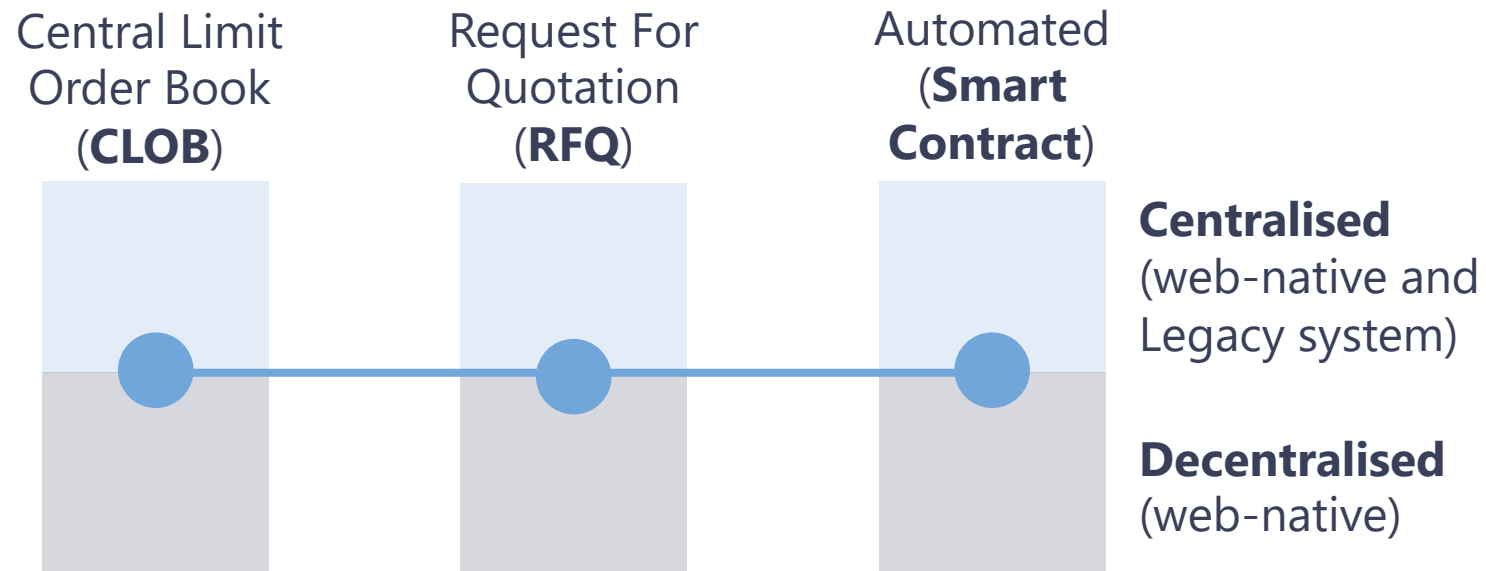 Central Limit
Order Book
(CLOB)
Request For
Quotation
(RFQ)
Automated
(Smart
Contract)
Centralised
(web-native and
Legacy system)
Decentralised
(web-native)